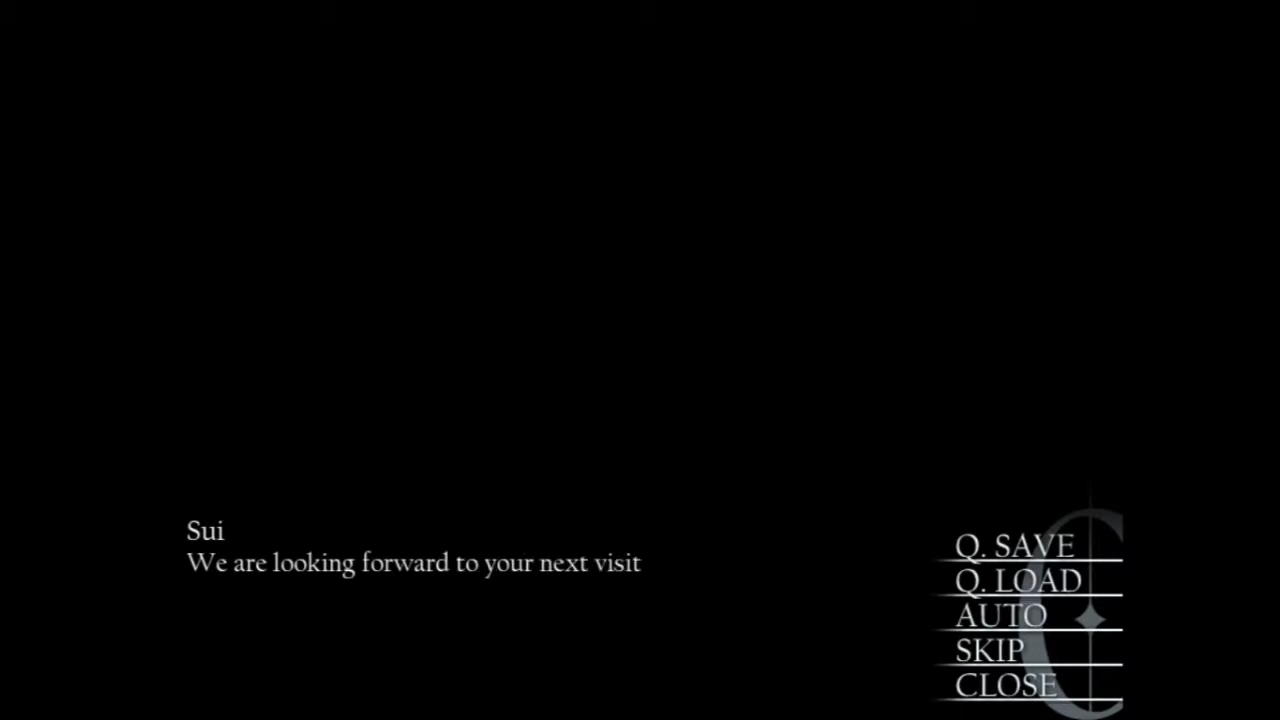 Sui
We are looking forward to your next visit
Q. SAVE
Q. LOAD
AUTO
SKIP
CLOSE